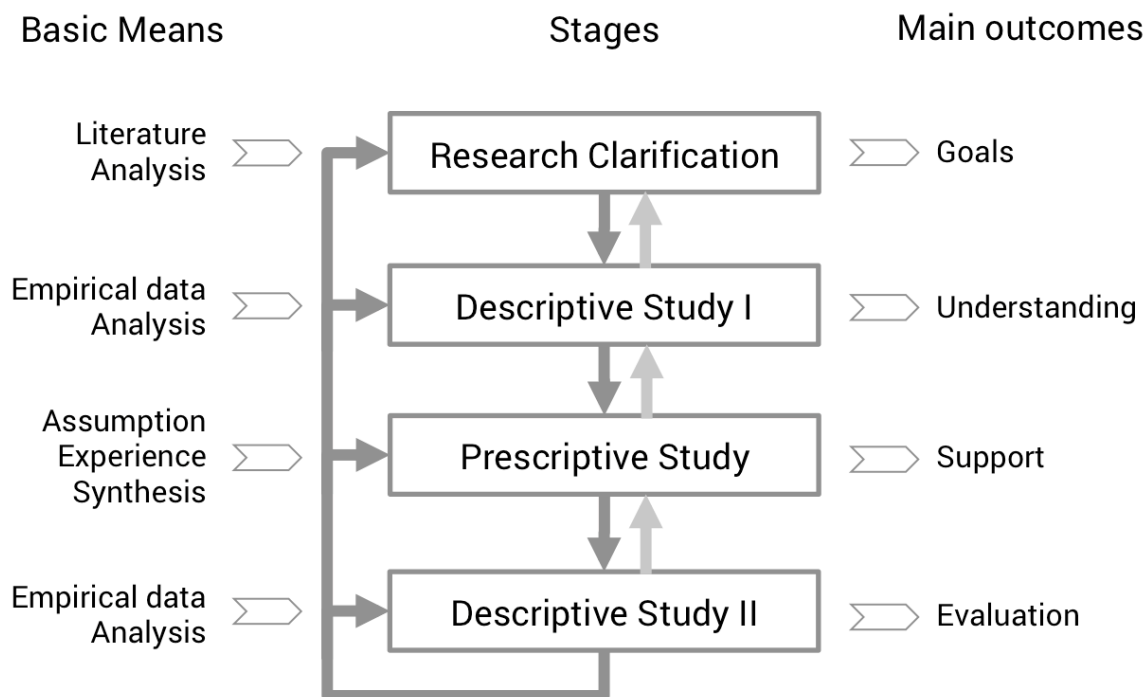 Basic Means
Stages
Main outcomes
Literature
Analysis
Research Clarification
Goals
Empirical data
Analysis
Descriptive Study I
Understanding
Assumption
Experience
Synthesis
Prescriptive Study
Support
Empirical data
Analysis
Descriptive Study II
Evaluation